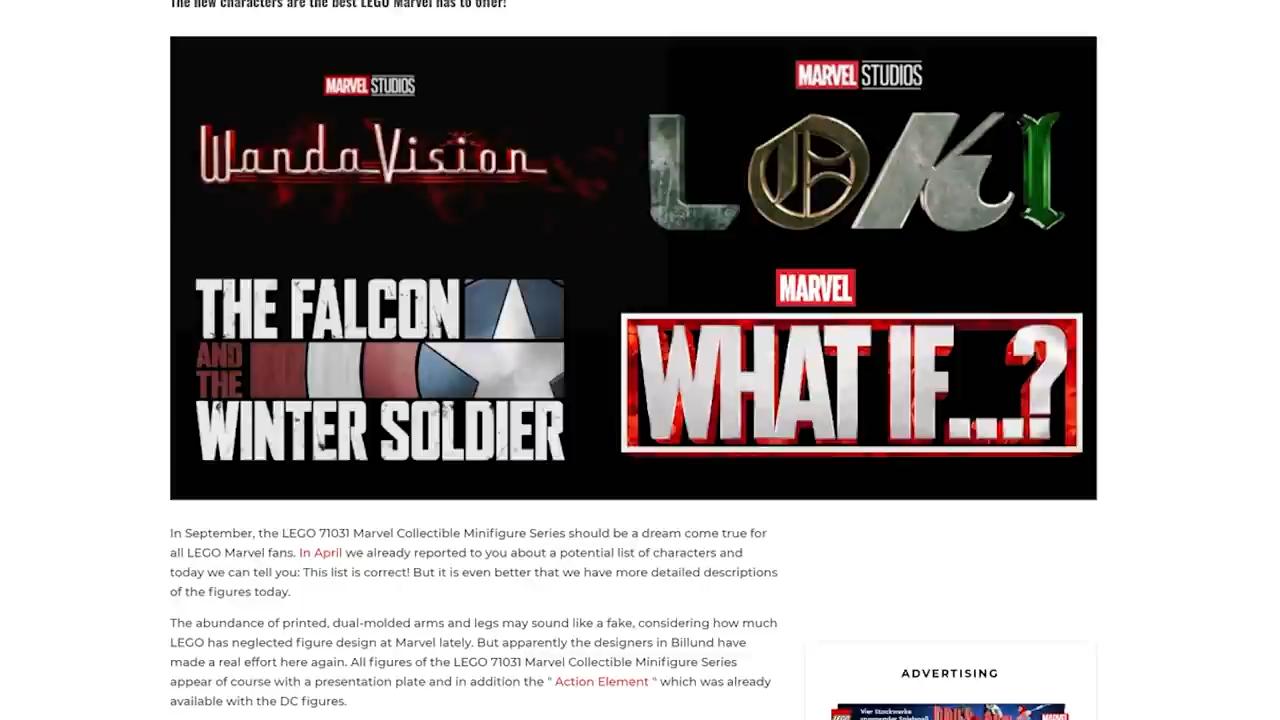 The new characters are the best LEGO Marvel has to offer!
MARVEL STUDIOS
WandaVision
MARVEL STUDIOS
LOKI
THE FALCON
AND THE
WINTER SOLDIER
MARVEL
WHAT IF...?
In September, the LEGO 71031 Marvel Collectible Minifigure Series should be a dream come true for
all LEGO Marvel fans. In April we already reported to you about a potential list of characters and
today we can tell you: This list is correct! But it is even better that we have more detailed descriptions
of the figures today.
The abundance of printed, dual-molded arms and legs may sound like a fake, considering how much
LEGO has neglected figure design at Marvel lately. But apparently the designers in Billund have
made a real effort here again. All figures of the LEGO 71031 Marvel Collectible Minifigure Series
appear of course with a presentation plate and in addition the " Action Element " which was already
available with the DC figures.
ADVERTISING
LEGO
Vier Stockwerke
MARVEL